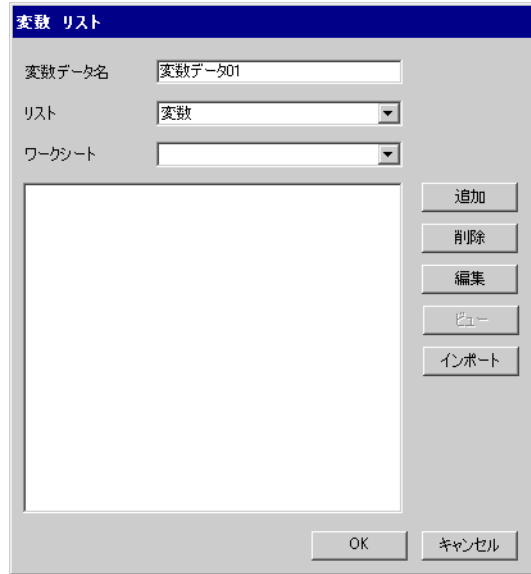 変数 リスト
変数データ名 変数データ01
リスト 変数
ワークシート
追加
削除
編集
ビュー
インポート
OK キャンセル